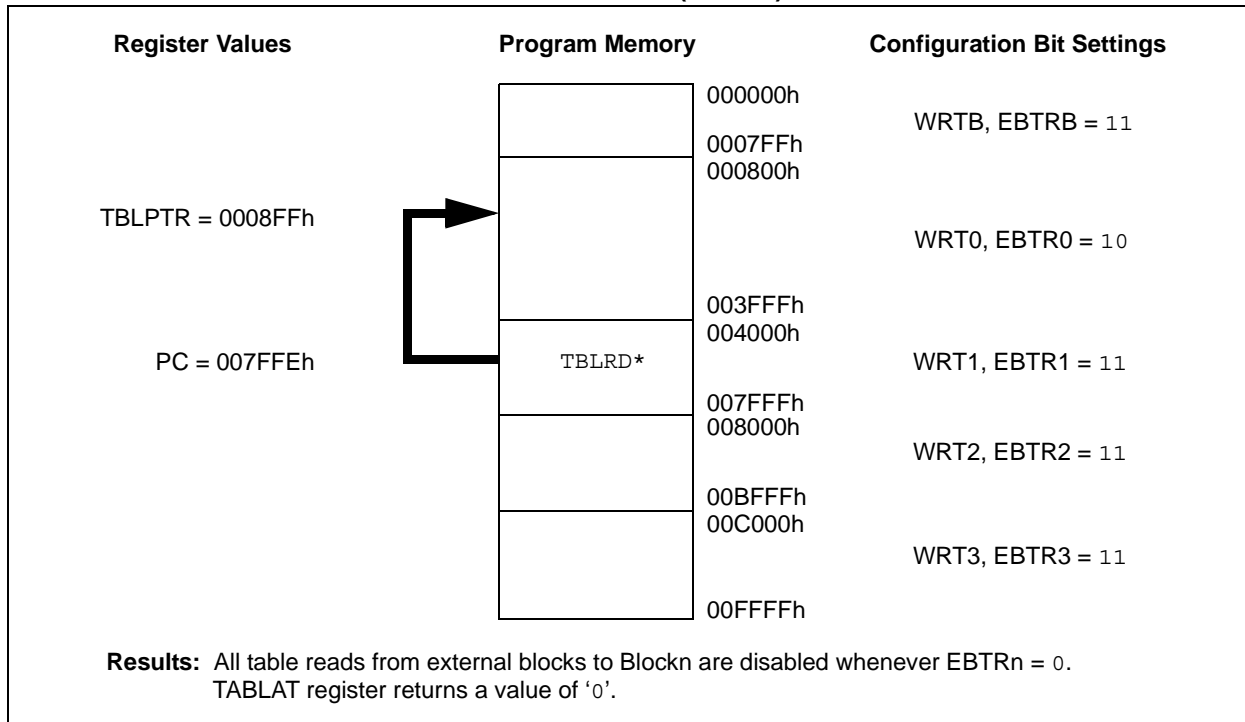 Register Values Program Memory Configuration Bit Settings
000000h
WRTB, EBTRB = 11
0007FFh
000800h
TBLPTR = 0008FFh
WRT0, EBTR0 = 10
003FFFh
004000h
PC = 007FFEh TBLRD* WRT1, EBTR1 = 11
007FFFh
008000h
WRT2, EBTR2 = 11
00BFFFh
00C000h
WRT3, EBTR3 = 11
00FFFFh
Results: All table reads from external blocks to Blockn are disabled whenever EBTRn = 0.
TABLAT register returns a value of ‘0’.